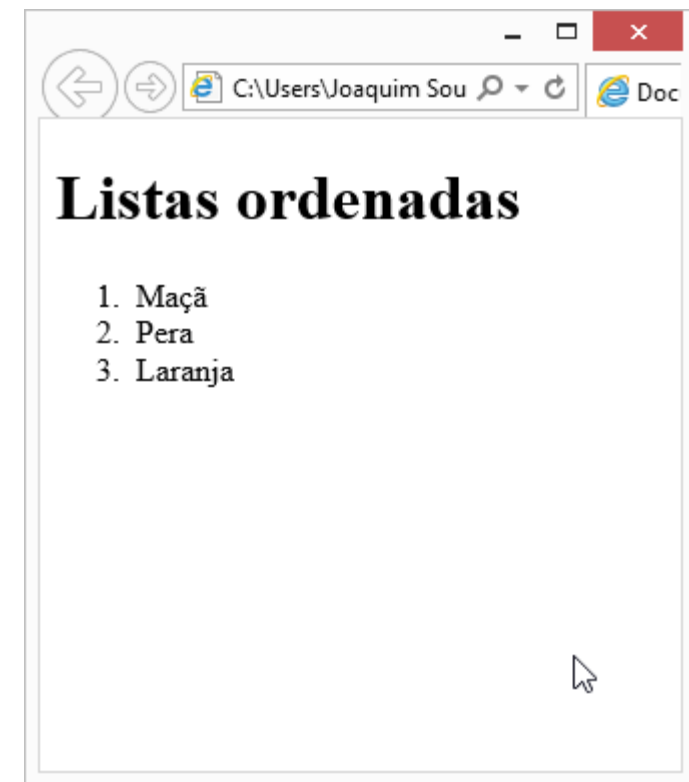 C:\Users\Joaquim Sou
Doc
Listas ordenadas
1. Maçã
2. Pera
3. Laranja